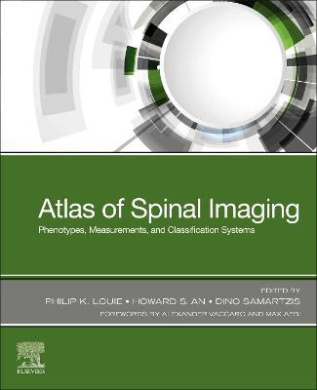 Atlas of Spinal Imaging
Phenotypes, Measurements, and Classification Systems
EDITED BY
PHILIP K. LOUIE • HOWARD S. AN • DINO SAMARTZIS
FOREWORDS BY ALEXANDER VACCARO AND MAX AEBI
ELSEVIER